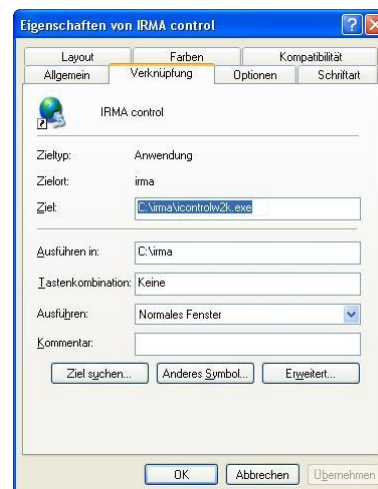 Eigenschaften von IRMA control
Layout Farben Kompatibilität
Allgemein Verknüpfung Optionen Schriftart
IRMA control
Zieltyp: Anwendung
Zielort: irma
Ziel: C:\irma\icontrolw2k.exe
Ausführen in: C:\irma
Tastenkombination: Keine
Ausführen: Normales Fenster
Kommentar:
Ziel suchen... Anderes Symbol... Erweitert...
OK Abbrechen Übernehmen